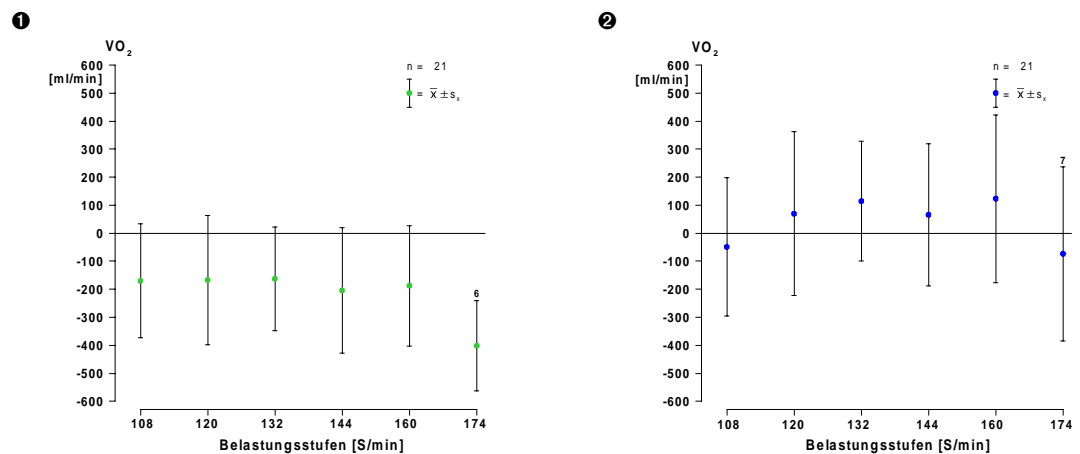 ❶
VO₂
[ml/min]
600
500
400
300
200
100
0
-100
-200
-300
-400
-500
-600
n = 21
= x̅ ± sₓ
6
108 120 132 144 160 174
Belastungsstufen [S/min]
❷
VO₂
[ml/min]
600
500
400
300
200
100
0
-100
-200
-300
-400
-500
-600
n = 21
= x̅ ± sₓ
7
108 120 132 144 160 174
Belastungsstufen [S/min]